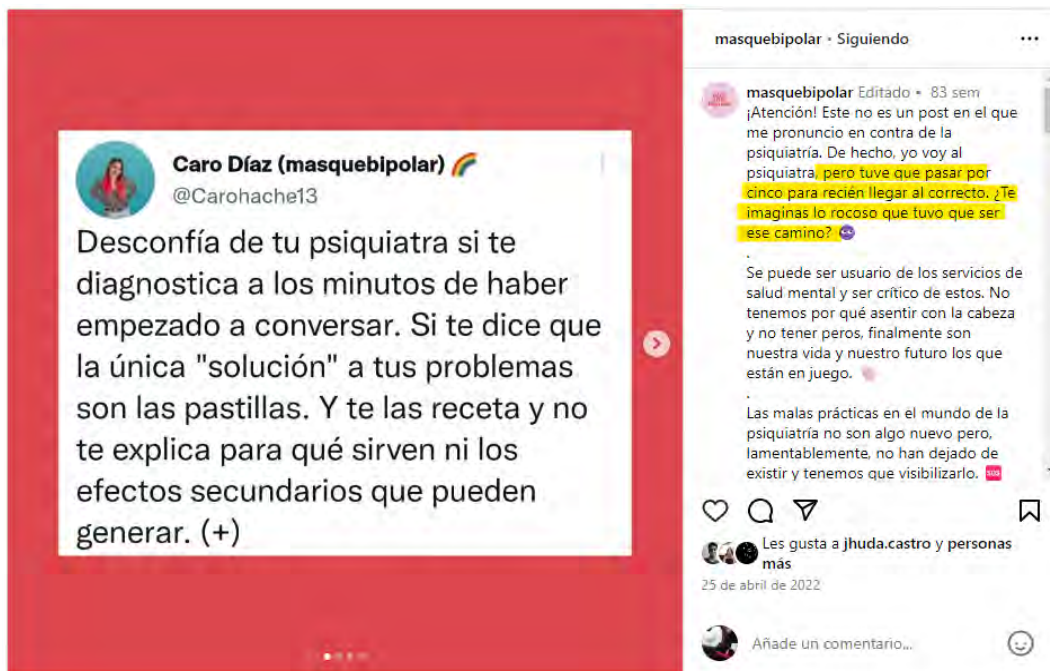 Caro Díaz (masquebipolar) 🌈
@Carohache13
Desconfía de tu psiquiatra si te
diagnostica a los minutos de haber
empezado a conversar. Si te dice que
la única "solución" a tus problemas
son las pastillas. Y te las receta y no
te explica para qué sirven ni los
efectos secundarios que pueden
generar. (+)
masquebipolar • Siguiendo
masquebipolar Editado • 83 sem
¡Atención! Este no es un post en el que
me pronuncio en contra de la
psiquiatría. De hecho, yo voy al
psiquiatra, pero tuve que pasar por
cinco para recién llegar al correcto. ¿Te
imaginas lo rocoso que tuvo que ser
ese camino?
.
Se puede ser usuario de los servicios de
salud mental y ser crítico de estos. No
tenemos por qué asentir con la cabeza
y no tener peros, finalmente son
nuestra vida y nuestro futuro los que
están en juego.
.
Las malas prácticas en el mundo de la
psiquiatría no son algo nuevo pero,
lamentablemente, no han dejado de
existir y tenemos que visibilizarlo. 🆘
Les gusta a jhuda.castro y personas
más
25 de abril de 2022
Añade un comentario...